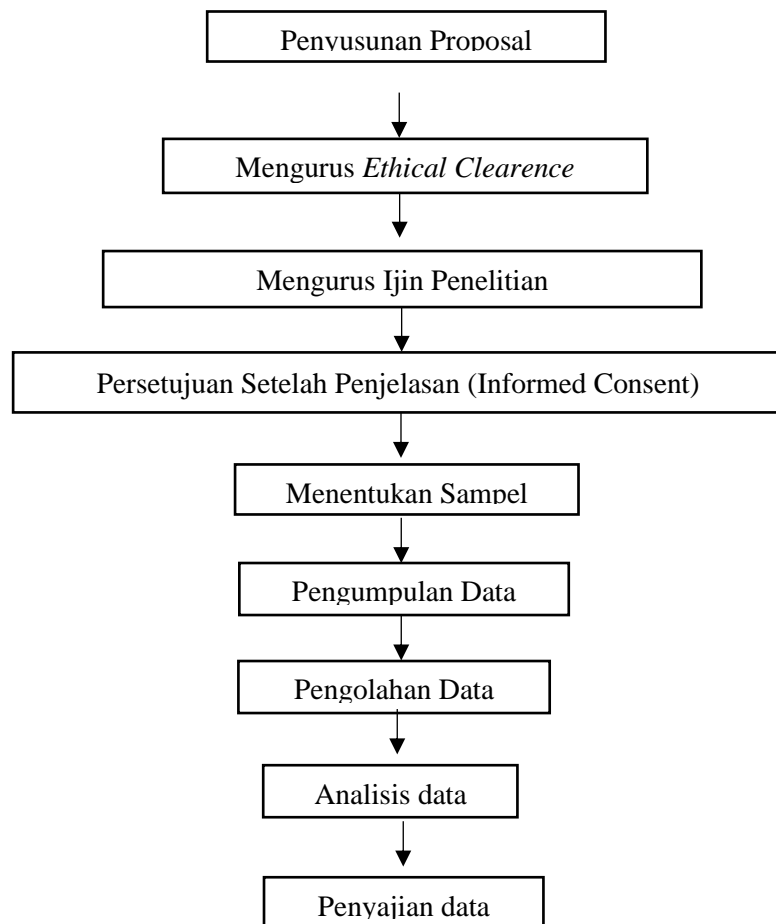 Penyusunan Proposal
Mengurus Ethical Clearence
Mengurus Ijin Penelitian
Persetujuan Setelah Penjelasan (Informed Consent)
Menentukan Sampel
Pengumpulan Data
Pengolahan Data
Analisis data
Penyajian data